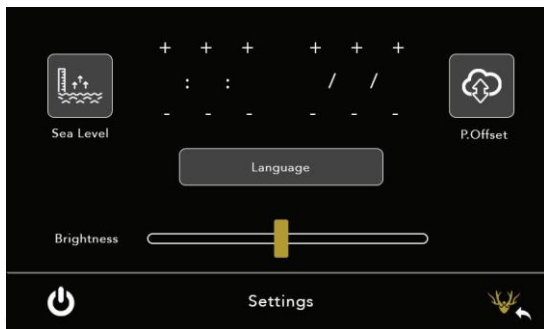 + + + + + +
: : / /
- - - - - -
Sea Level
P.Offset
Language
Brightness
Settings